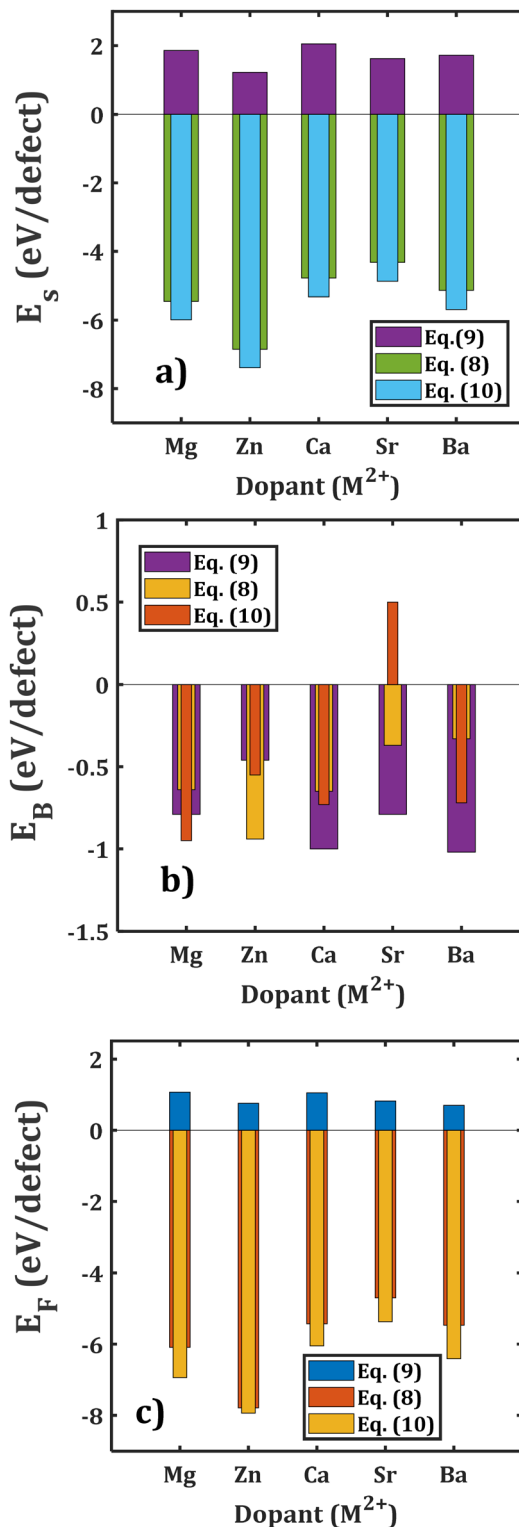 2
0
-2
-4
-6
-8
E_s (eV/defect)
a)
Eq.(9)
Eq. (8)
Eq. (10)
Mg Zn Ca Sr Ba
Dopant (M²⁺)
1
0.5
0
-0.5
-1
-1.5
E_B (eV/defect)
Eq. (9)
Eq. (8)
Eq. (10)
b)
Mg Zn Ca Sr Ba
Dopant (M²⁺)
2
0
-2
-4
-6
-8
E_F (eV/defect)
Eq. (9)
Eq. (8)
Eq. (10)
c)
Mg Zn Ca Sr Ba
Dopant (M²⁺)